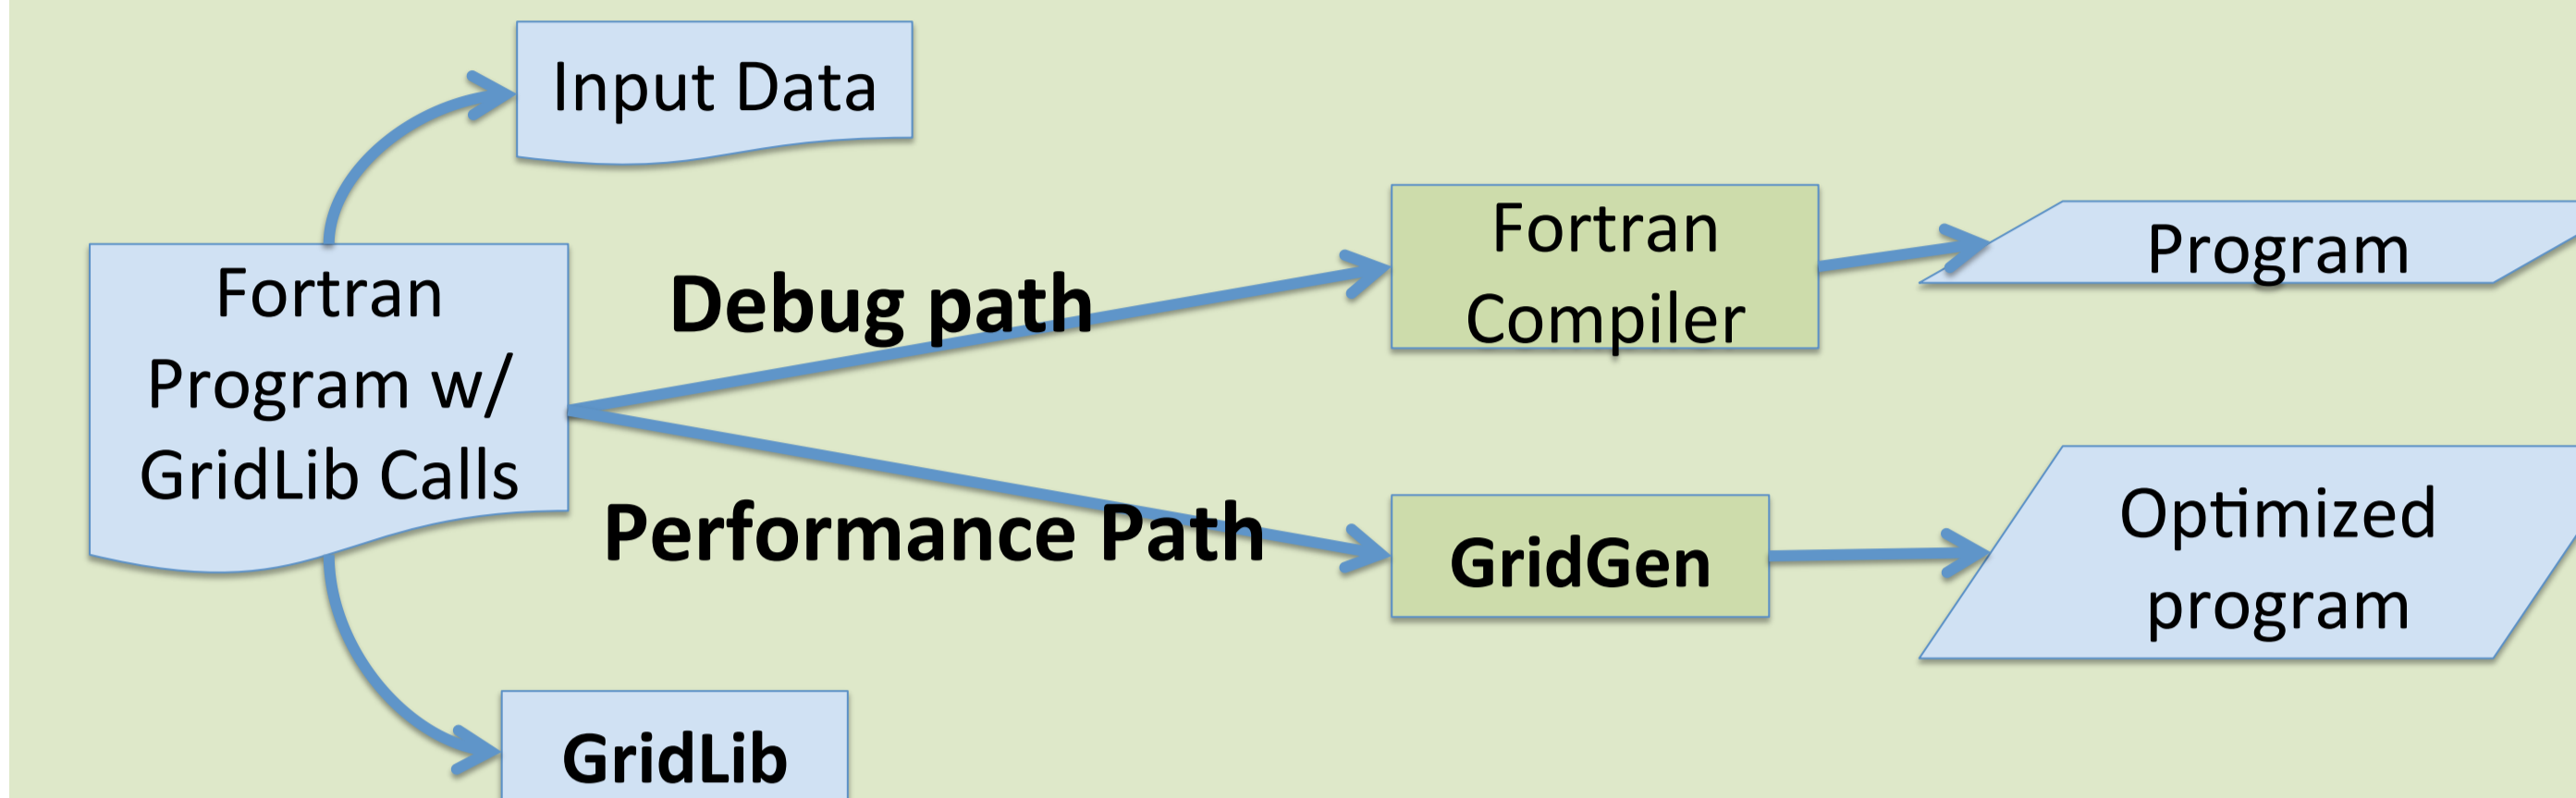 Input Data
Fortran
Program w/
GridLib Calls
Debug path
Performance Path
Fortran
Compiler
Program
GridGen
Optimized
program
GridLib